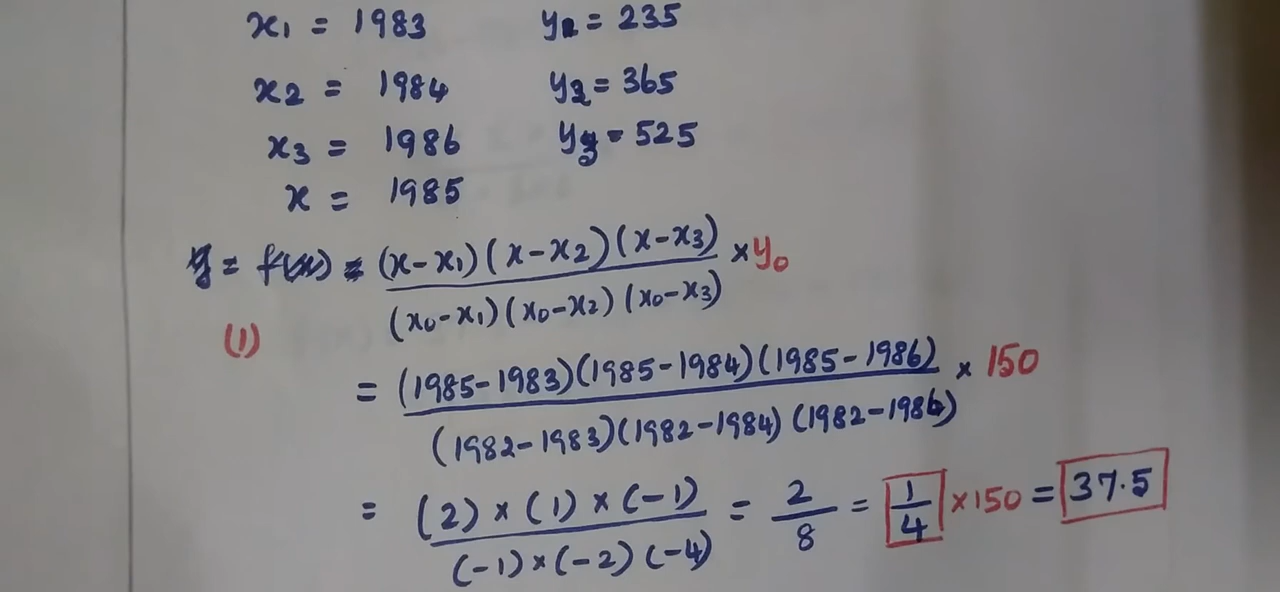 x₁ = 1983 y₁ = 235
x₂ = 1984 y₂ = 365
x₃ = 1986 y₃ = 525
x = 1985
y = f(x) = (x-x₁)(x-x₂)(x-x₃) × y₀
(x₀-x₁)(x₀-x₂)(x₀-x₃)
(1)
= (1985-1983)(1985-1984)(1985-1986) × 150
(1982-1983)(1982-1984)(1982-1986)
= (2) × (1) × (-1) = 2 = 1 × 150 = 37.5
(-1) × (-2) (-4) 8 4